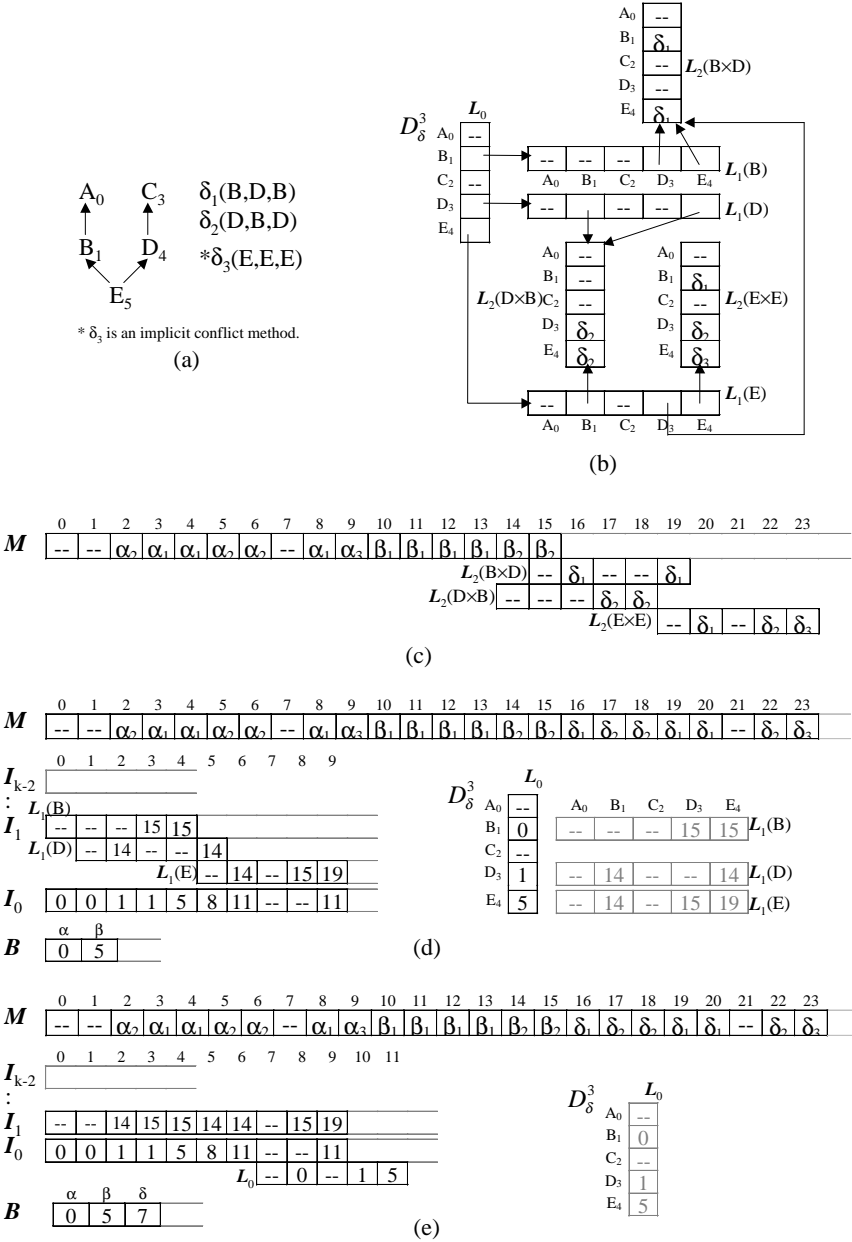 A₀ --
B₁ δ₁
C₂ -- L₂(B×D)
D₃ --
E₄ δ₁
D³δ L₀
A₀ --
B₁
C₂ --
D₃
E₄
-- -- -- L₁(B)
A₀ B₁ C₂ D₃ E₄
-- -- -- L₁(D)
A₀ C₃ δ₁(B,D,B)
δ₂(D,B,D)
B₁ D₄ *δ₃(E,E,E)
E₅
* δ₃ is an implicit conflict method.
(a)
A₀ -- A₀ --
B₁ -- B₁ δ₁
L₂(D×B) C₂ -- C₂ -- L₂(E×E)
D₃ δ₂ D₃ δ₂
E₄ δ₂ E₄ δ₃
-- -- L₁(E)
A₀ B₁ C₂ D₃ E₄
(b)
0 1 2 3 4 5 6 7 8 9 10 11 12 13 14 15 16 17 18 19 20 21 22 23
M -- -- α₂ α₁ α₁ α₂ α₂ -- α₁ α₃ β₁ β₁ β₁ β₁ β₂ β₂
L₂(B×D) -- δ₁ -- -- δ₁
L₂(D×B) -- -- -- δ₂ δ₂
L₂(E×E) -- δ₁ -- δ₂ δ₃
(c)
0 1 2 3 4 5 6 7 8 9 10 11 12 13 14 15 16 17 18 19 20 21 22 23
M -- -- α₂ α₁ α₁ α₂ α₂ -- α₁ α₃ β₁ β₁ β₁ β₁ β₂ β₂ δ₁ δ₂ δ₂ δ₁ δ₁ -- δ₂ δ₃
0 1 2 3 4 5 6 7 8 9
Iₖ₋₂
:
L₁(B)
I₁ -- -- -- 15 15
L₁(D) -- 14 -- -- 14
L₁(E) -- 14 -- 15 19
I₀ 0 0 1 1 5 8 11 -- -- 11
α β
B 0 5
D³δ L₀
A₀ -- A₀ B₁ C₂ D₃ E₄
B₁ 0 -- -- -- 15 15 L₁(B)
C₂ --
D₃ 1 -- 14 -- -- 14 L₁(D)
E₄ 5 -- 14 -- 15 19 L₁(E)
(d)
0 1 2 3 4 5 6 7 8 9 10 11 12 13 14 15 16 17 18 19 20 21 22 23
M -- -- α₂ α₁ α₁ α₂ α₂ -- α₁ α₃ β₁ β₁ β₁ β₁ β₂ β₂ δ₁ δ₂ δ₂ δ₁ δ₁ -- δ₂ δ₃
0 1 2 3 4 5 6 7 8 9 10 11
Iₖ₋₂
:
I₁ -- -- 14 15 15 14 14 -- 15 19
I₀ 0 0 1 1 5 8 11 -- -- 11
L₀ -- 0 -- 1 5
α β δ
B 0 5 7
D³δ L₀
A₀ --
B₁ 0
C₂ --
D₃ 1
E₄ 5
(e)